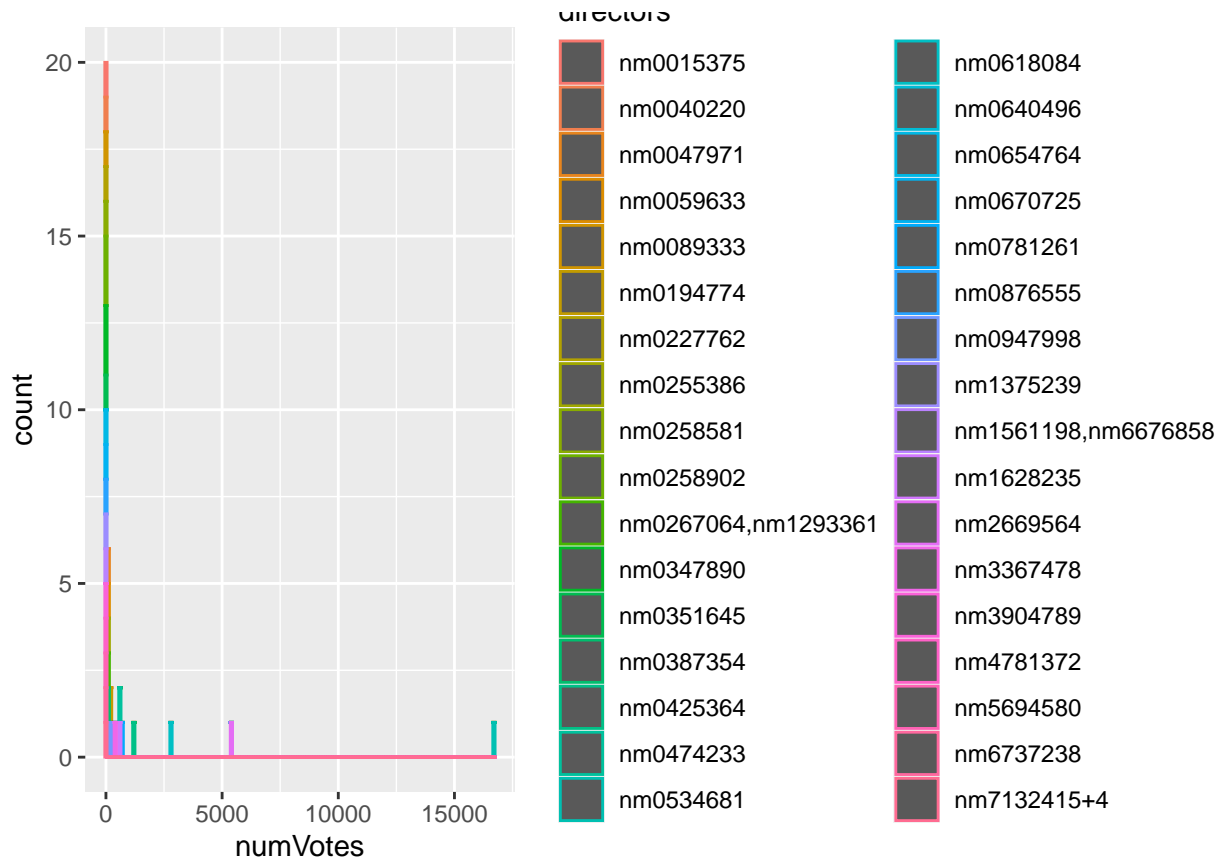 directors
20
15
10
5
0
count
0
5000
10000
15000
numVotes
nm0015375
nm0040220
nm0047971
nm0059633
nm0089333
nm0194774
nm0227762
nm0255386
nm0258581
nm0258902
nm0267064,nm1293361
nm0347890
nm0351645
nm0387354
nm0425364
nm0474233
nm0534681
nm0618084
nm0640496
nm0654764
nm0670725
nm0781261
nm0876555
nm0947998
nm1375239
nm1561198,nm6676858
nm1628235
nm2669564
nm3367478
nm3904789
nm4781372
nm5694580
nm6737238
nm7132415+4